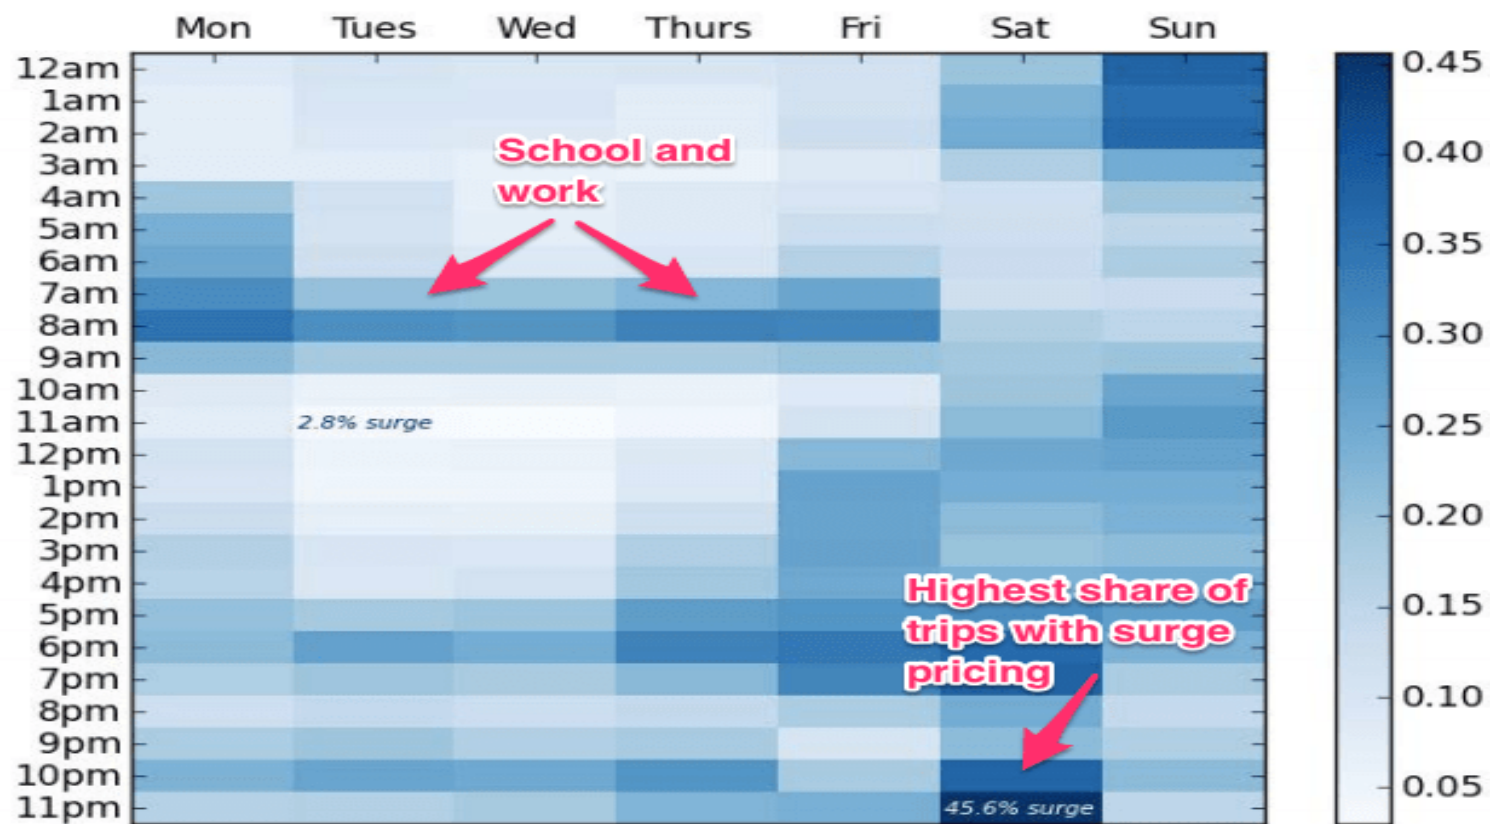 Mon Tues Wed Thurs Fri Sat Sun
12am
1am
2am
3am
4am
5am
6am
7am
8am
9am
10am
11am
12pm
1pm
2pm
3pm
4pm
5pm
6pm
7pm
8pm
9pm
10pm
11pm
School and
work
2.8% surge
Highest share of
trips with surge
pricing
45.6% surge
0.45
0.40
0.35
0.30
0.25
0.20
0.15
0.10
0.05